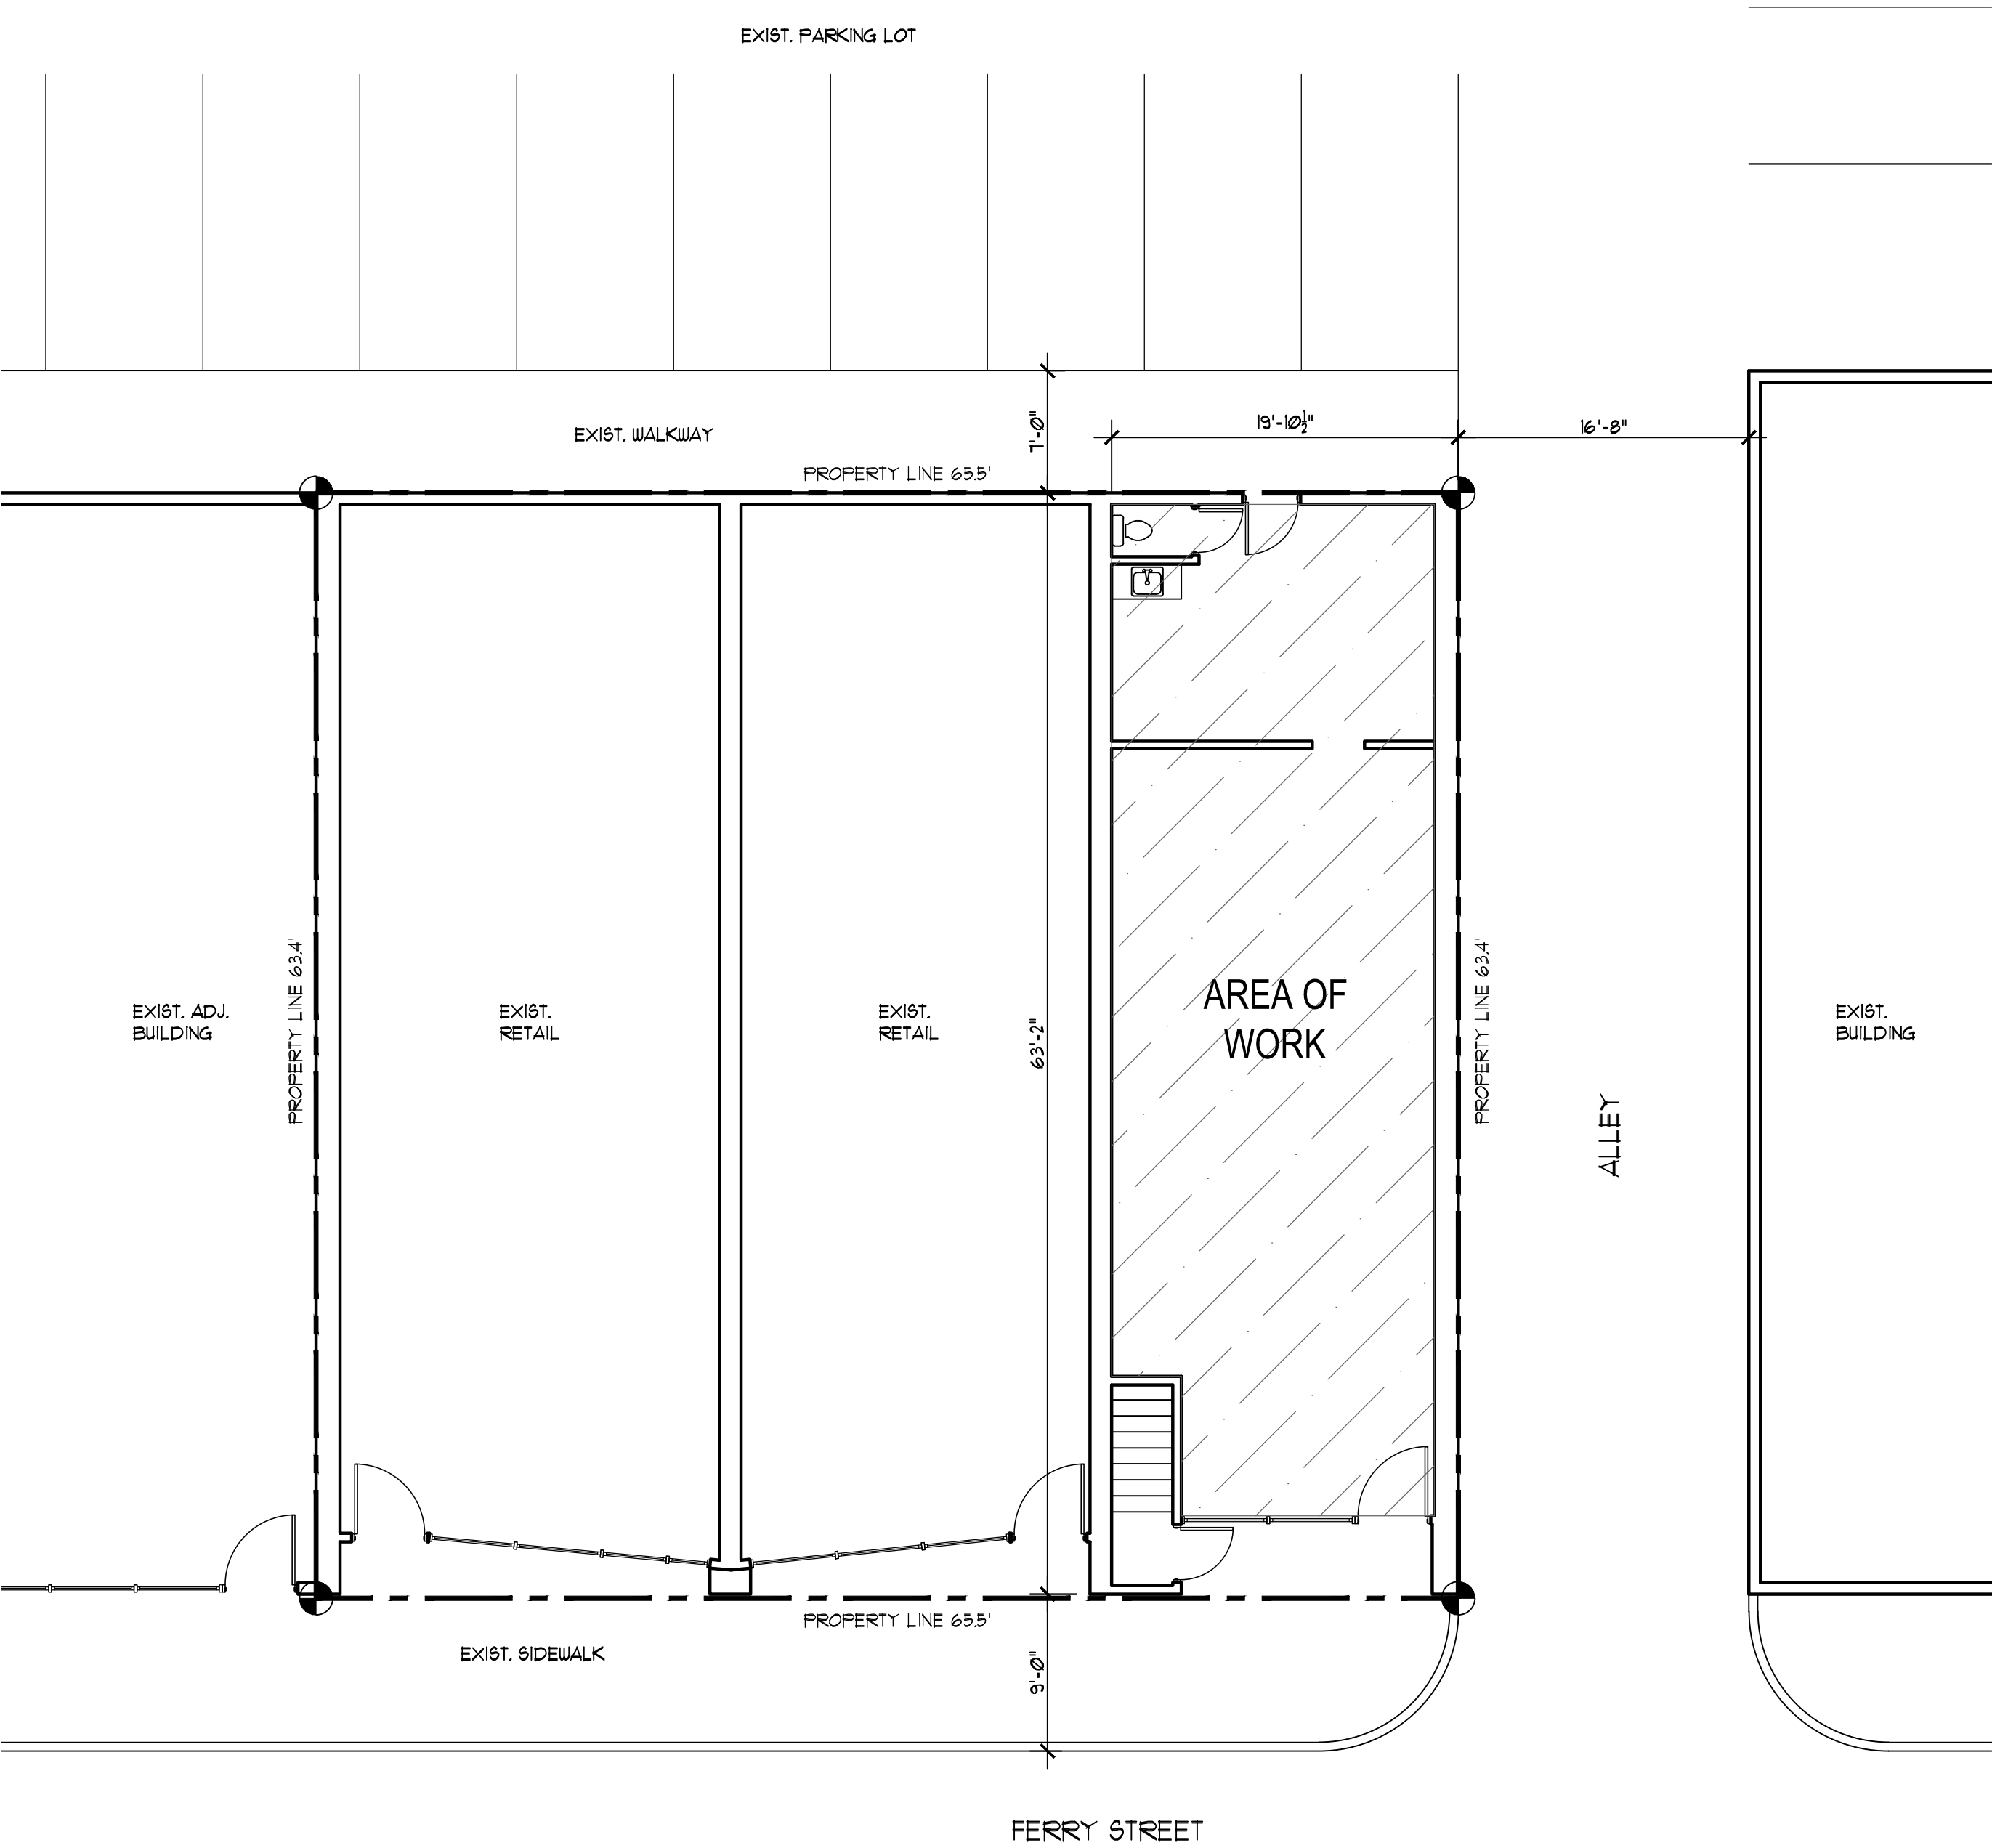 EXIST. PARKING LOT
EXIST. WALKWAY
7'-0"
19'-10½"
16'-8"
PROPERTY LINE 65.5'
PROPERTY LINE 63.4'
EXIST. ADJ.
BUILDING
EXIST.
RETAIL
EXIST.
RETAIL
63'-2"
AREA OF
WORK
PROPERTY LINE 63.4'
ALLEY
EXIST.
BUILDING
PROPERTY LINE 65.5'
EXIST. SIDEWALK
9'-0"
FERRY STREET